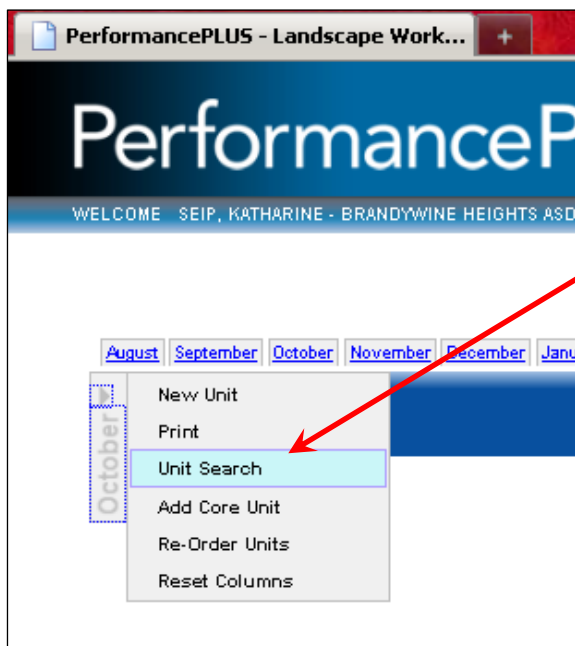 PerformancePLUS - Landscape Work... +
PerformanceP
WELCOME SEIP, KATHARINE - BRANDYWINE HEIGHTS ASD
August September October November December Janu
October
New Unit
Print
Unit Search
Add Core Unit
Re-Order Units
Reset Columns